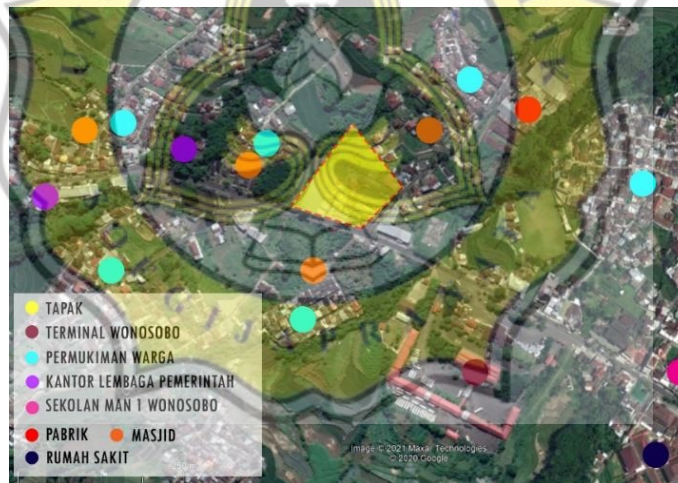 Image © 2021 Maxar Technologies
© 2020 Google
TAPAK
TERMINAL WONOSOBO
PERMUKIMAN WARGA
KANTOR LEMBAGA PEMERINTAH
SEKOLAN MAN 1 WONOSOBO
PABRIK MASJID
RUMAH SAKIT